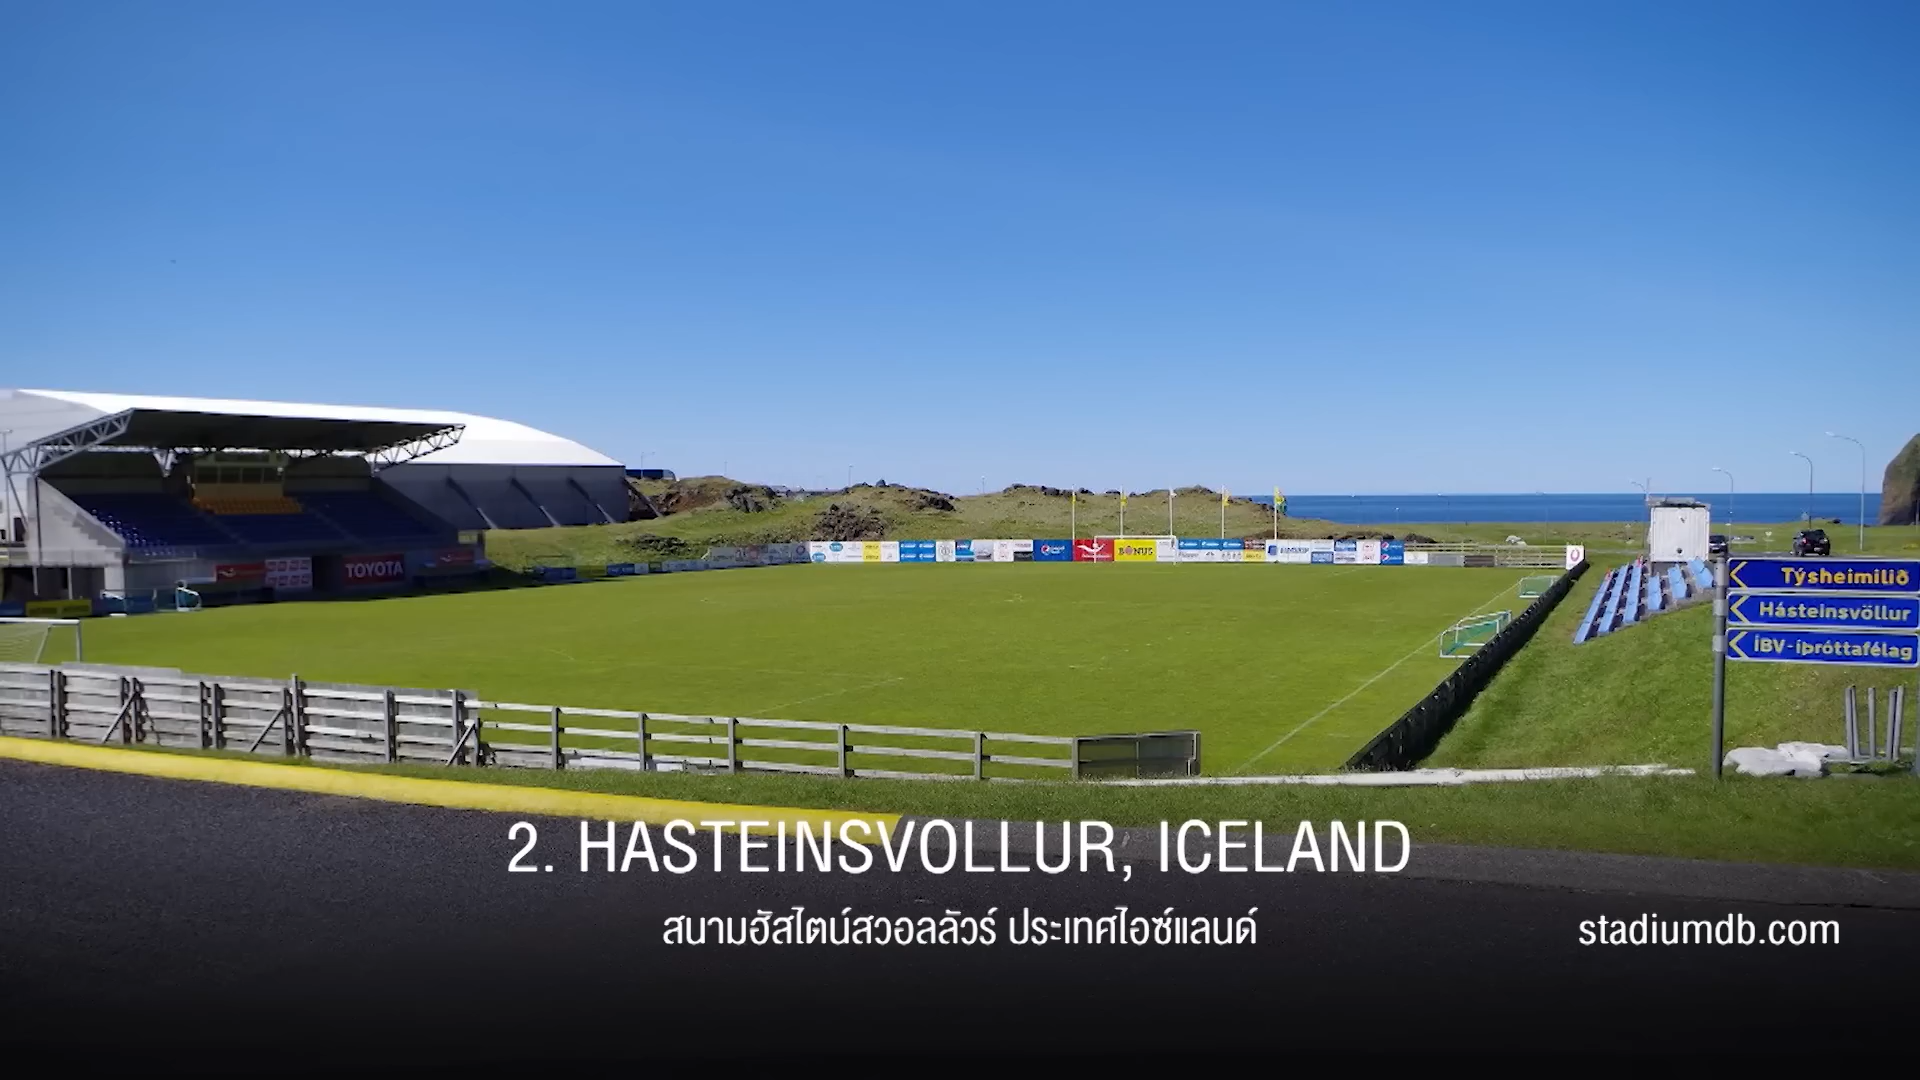 TOYOTA
BÓNUS
Týsheimilið
Hásteinsvöllur
ÍBV-íþróttafélag
2. HASTEINSVOLLUR, ICELAND
สนามฮัสไตน์สวอลลัวร์ ประเทศไอซ์แลนด์
stadiumdb.com